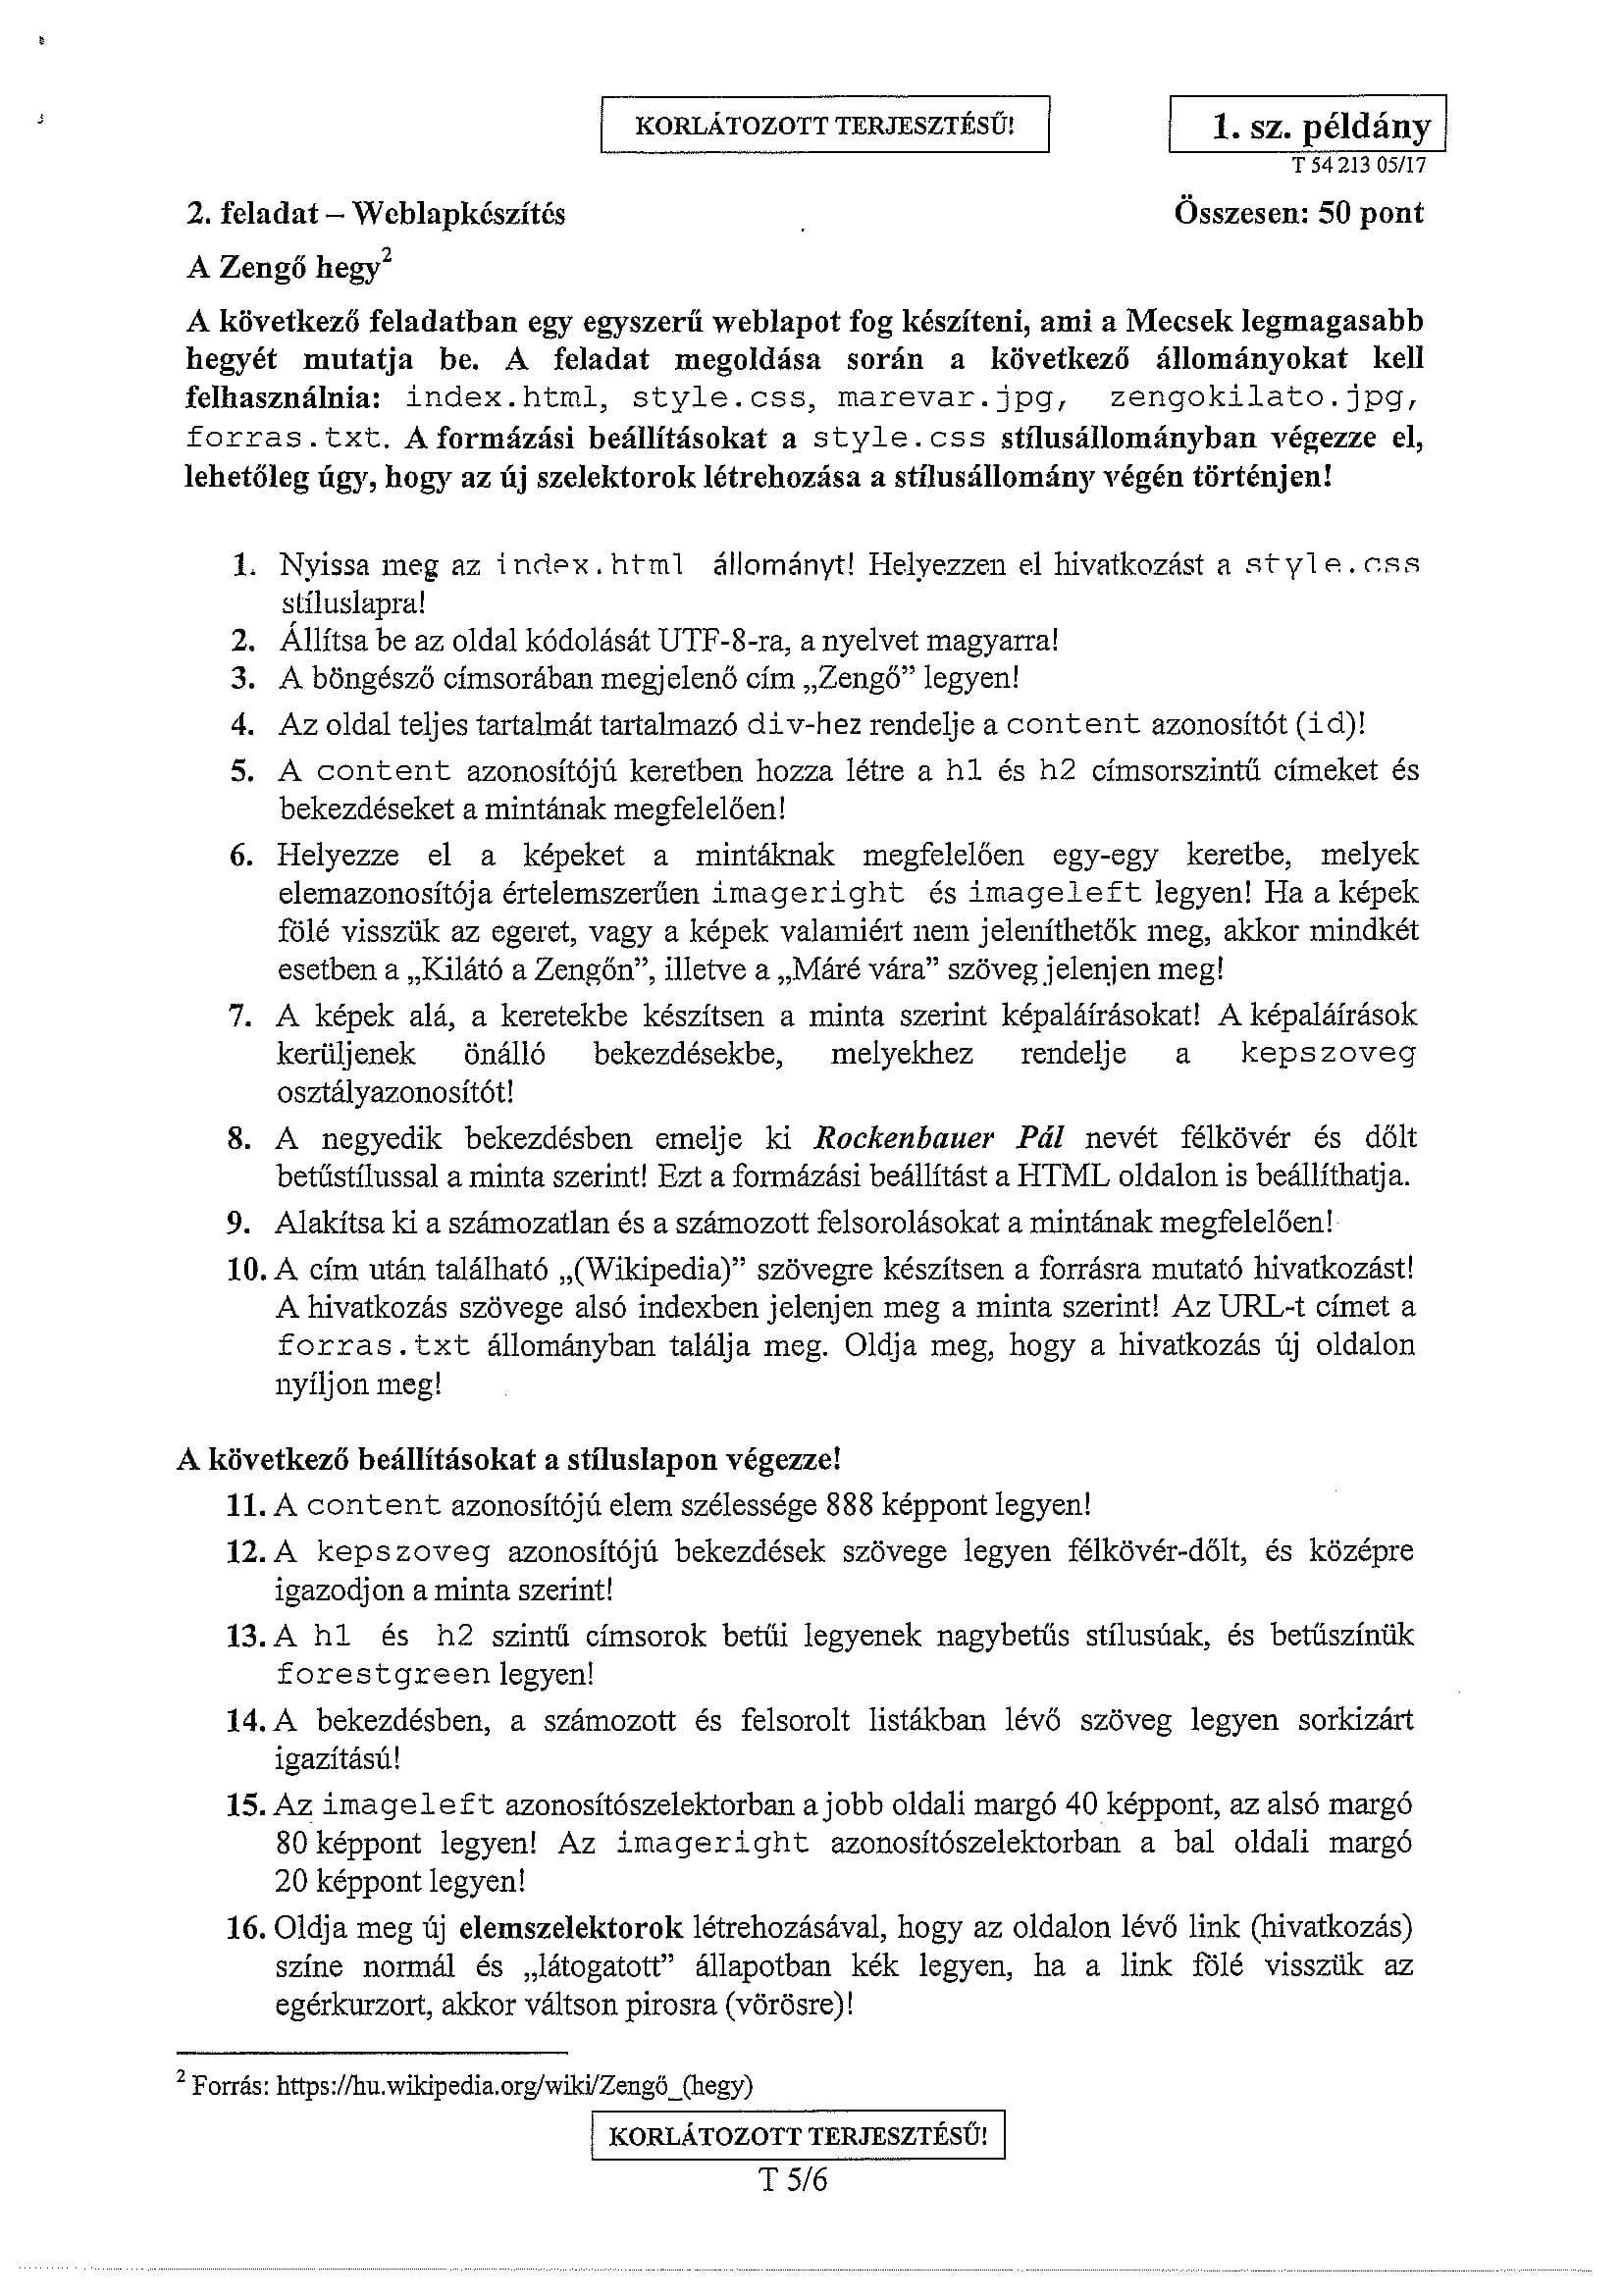 KORLÁTOZOTT TERJESZTÉSŰ!
1. sz. példány
T 54 213 05/17
2. feladat – Weblapkészítés
Összesen: 50 pont
A Zengő hegy²
A következő feladatban egy egyszerű weblapot fog készíteni, ami a Mecsek legmagasabb
hegyét mutatja be. A feladat megoldása során a következő állományokat kell
felhasználnia: index.html, style.css, marevar.jpg, zengokilato.jpg,
forras.txt. A formázási beállításokat a style.css stílusállományban végezze el,
lehetőleg úgy, hogy az új szelektorok létrehozása a stílusállomány végén történjen!
1. Nyissa meg az index.html állományt! Helyezzen el hivatkozást a style.css
stíluslapra!
2. Állítsa be az oldal kódolását UTF-8-ra, a nyelvet magyarra!
3. A böngésző címsorában megjelenő cím „Zengő” legyen!
4. Az oldal teljes tartalmát tartalmazó div-hez rendelje a content azonosítót (id)!
5. A content azonosítójú keretben hozza létre a h1 és h2 címsorszintű címeket és
bekezdéseket a mintának megfelelően!
6. Helyezze el a képeket a mintáknak megfelelően egy-egy keretbe, melyek
elemazonosítója értelemszerűen imageright és imageleft legyen! Ha a képek
fölé visszük az egeret, vagy a képek valamiért nem jeleníthetők meg, akkor mindkét
esetben a „Kilátó a Zengőn”, illetve a „Máré vára” szöveg jelenjen meg!
7. A képek alá, a keretekbe készítsen a minta szerint képaláírásokat! A képaláírások
kerüljenek önálló bekezdésekbe, melyekhez rendelje a kepszoveg
osztályazonosítót!
8. A negyedik bekezdésben emelje ki Rockenbauer Pál nevét félkövér és dőlt
betűstílussal a minta szerint! Ezt a formázási beállítást a HTML oldalon is beállíthatja.
9. Alakítsa ki a számozatlan és a számozott felsorolásokat a mintának megfelelően!
10. A cím után található „(Wikipedia)” szövegre készítsen a forrásra mutató hivatkozást!
A hivatkozás szövege alsó indexben jelenjen meg a minta szerint! Az URL-t címet a
forras.txt állományban találja meg. Oldja meg, hogy a hivatkozás új oldalon
nyíljon meg!
A következő beállításokat a stíluslapon végezze!
11. A content azonosítójú elem szélessége 888 képpont legyen!
12. A kepszoveg azonosítójú bekezdések szövege legyen félkövér-dőlt, és középre
igazodjon a minta szerint!
13. A h1 és h2 szintű címsorok betűi legyenek nagybetűs stílusúak, és betűszínük
forestgreen legyen!
14. A bekezdésben, a számozott és felsorolt listákban lévő szöveg legyen sorkizárt
igazítású!
15. Az imageleft azonosítószelektorban a jobb oldali margó 40 képpont, az alsó margó
80 képpont legyen! Az imageright azonosítószelektorban a bal oldali margó
20 képpont legyen!
16. Oldja meg új elemszelektorok létrehozásával, hogy az oldalon lévő link (hivatkozás)
színe normál és „látogatott” állapotban kék legyen, ha a link fölé visszük az
egérkurzort, akkor váltson pirosra (vörösre)!
² Forrás: https://hu.wikipedia.org/wiki/Zengő_(hegy)
KORLÁTOZOTT TERJESZTÉSŰ!
T 5/6